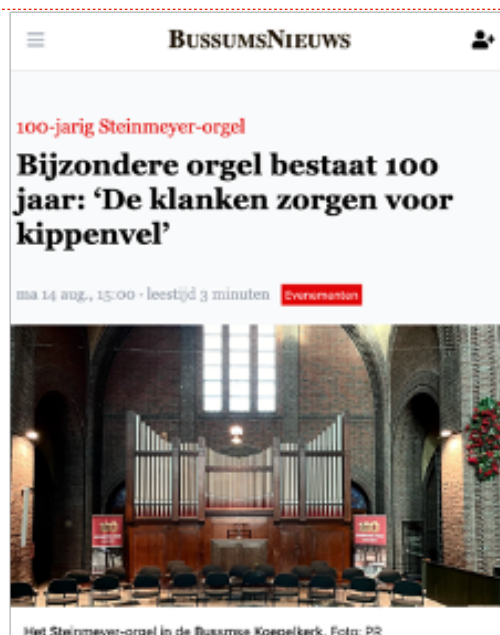 BUSSUMSNIEUWS
100-jarig Steinmeyer-orgel
Bijzondere orgel bestaat 100
jaar: ‘De klanken zorgen voor
kippenvel’
ma 14 aug., 15:00 · leestijd 3 minuten Evenementen
Het Steinmeyer-orgel in de Bussumse Koepelkerk. Foto: PR